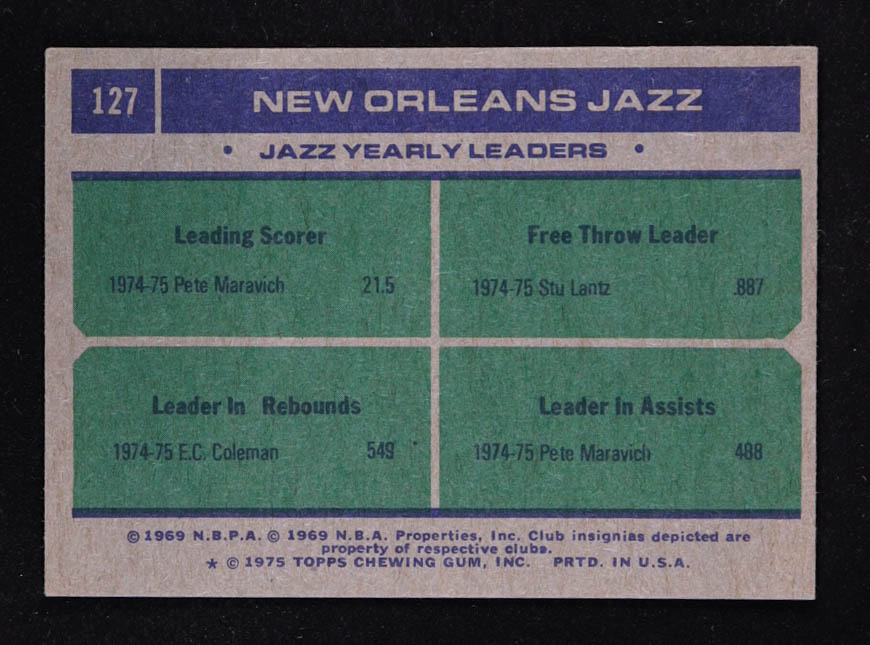 127 NEW ORLEANS JAZZ
• JAZZ YEARLY LEADERS •
Leading Scorer
1974-75 Pete Maravich 21.5
Free Throw Leader
1974-75 Stu Lantz .887
Leader In Rebounds
1974-75 E.C. Coleman 549
Leader In Assists
1974-75 Pete Maravich 488
© 1969 N.B.P.A. © 1969 N.B.A. Properties, Inc. Club insignias depicted are
property of respective clubs.
* © 1975 TOPPS CHEWING GUM, INC. PRTD. IN U.S.A.